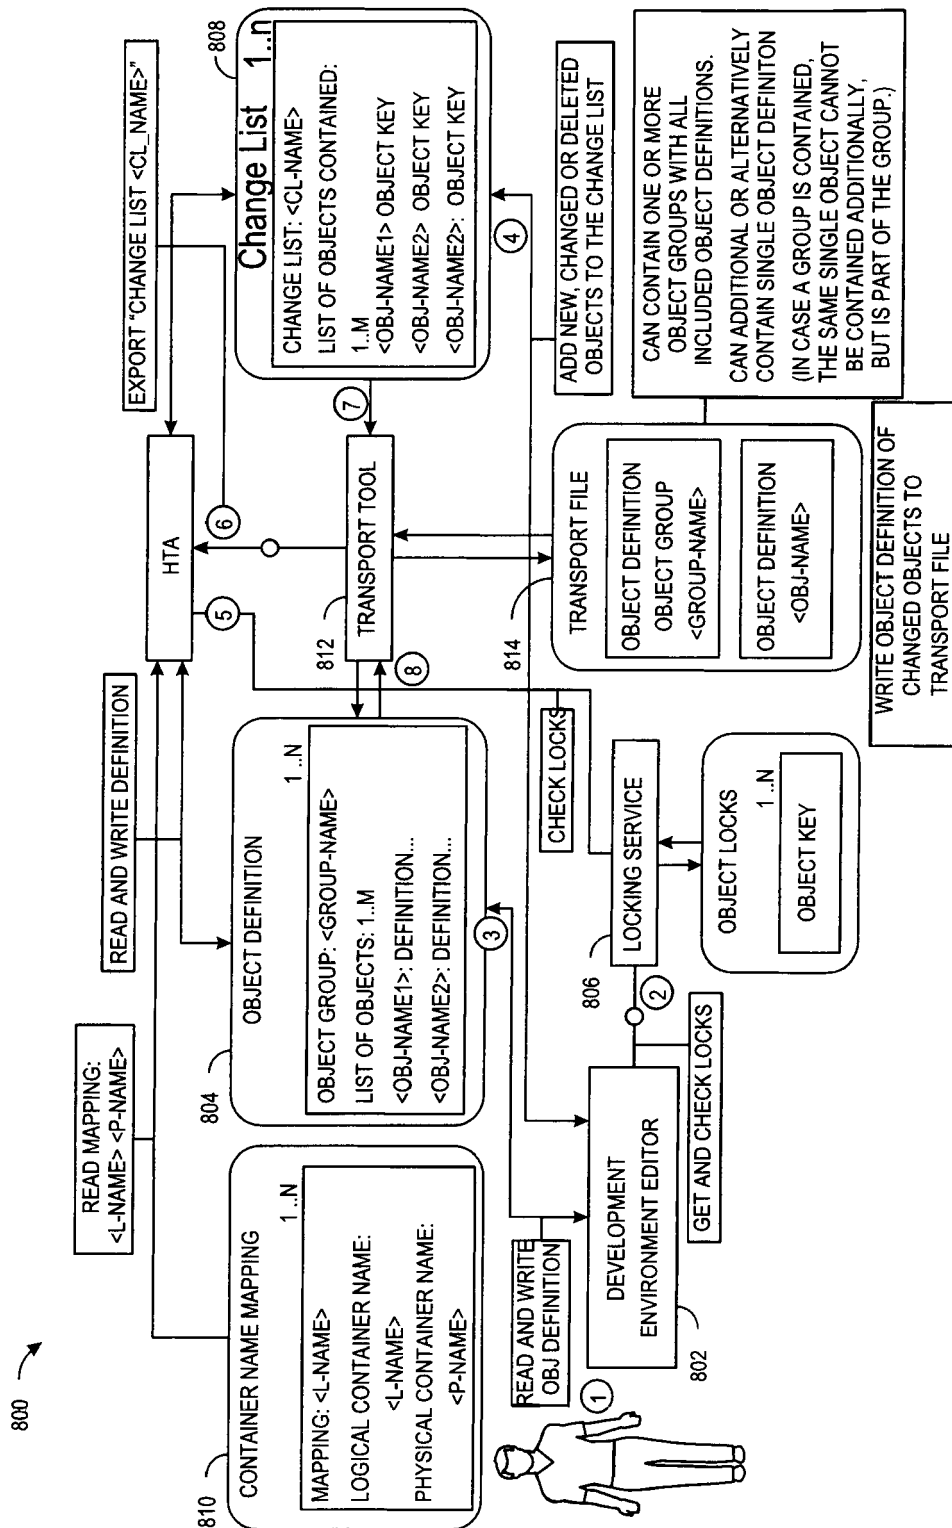 800
READ MAPPING:
<L-NAME> <P-NAME>
READ AND WRITE DEFINITION
EXPORT "CHANGE LIST <CL_NAME>"
HTA
5
6
810
CONTAINER NAME MAPPING
1 ..N
MAPPING: <L-NAME>
LOGICAL CONTAINER NAME:
<L-NAME>
PHYSICAL CONTAINER NAME:
<P-NAME>
804
OBJECT DEFINITION
1 ..N
OBJECT GROUP: <GROUP-NAME>
LIST OF OBJECTS: 1..M
<OBJ-NAME1>: DEFINITION...
<OBJ-NAME2>: DEFINITION...
3
812
TRANSPORT TOOL
8
7
808
Change List 1..n
CHANGE LIST: <CL-NAME>
LIST OF OBJECTS CONTAINED:
1..M
<OBJ-NAME1> OBJECT KEY
<OBJ-NAME2> OBJECT KEY
<OBJ-NAME2>: OBJECT KEY
4
1
READ AND WRITE
OBJ DEFINITION
DEVELOPMENT
ENVIRONMENT EDITOR
802
GET AND CHECK LOCKS
2
806
LOCKING SERVICE
CHECK LOCKS
OBJECT LOCKS
1 ..N
OBJECT KEY
814
TRANSPORT FILE
OBJECT DEFINITION
OBJECT GROUP
<GROUP-NAME>
OBJECT DEFINITION
<OBJ-NAME>
ADD NEW, CHANGED OR DELETED
OBJECTS TO THE CHANGE LIST
CAN CONTAIN ONE OR MORE
OBJECT GROUPS WITH ALL
INCLUDED OBJECT DEFINITIONS.
CAN ADDITIONAL OR ALTERNATIVELY
CONTAIN SINGLE OBJECT DEFINITON
(IN CASE A GROUP IS CONTAINED,
THE SAME SINGLE OBJECT CANNOT
BE CONTAINED ADDITIONALLY,
BUT IS PART OF THE GROUP.)
WRITE OBJECT DEFINITION OF
CHANGED OBJECTS TO
TRANSPORT FILE